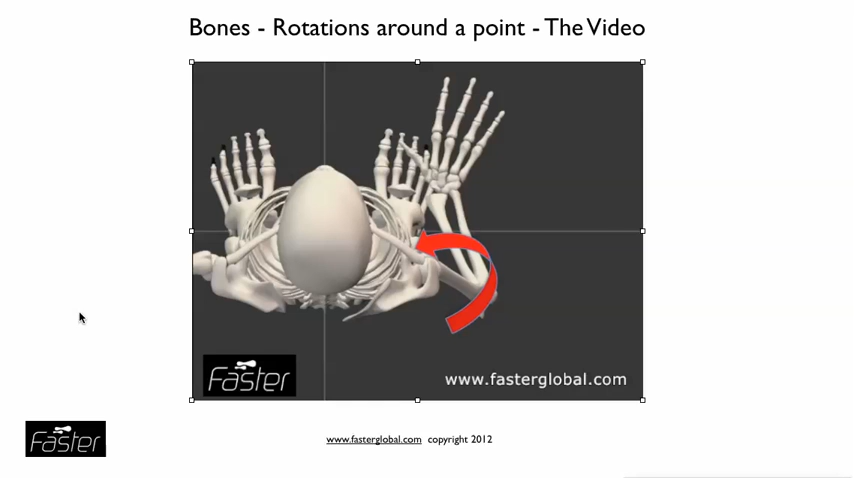 Bones - Rotations around a point - The Video
Faster
www.fasterglobal.com
Faster
www.fasterglobal.com copyright 2012